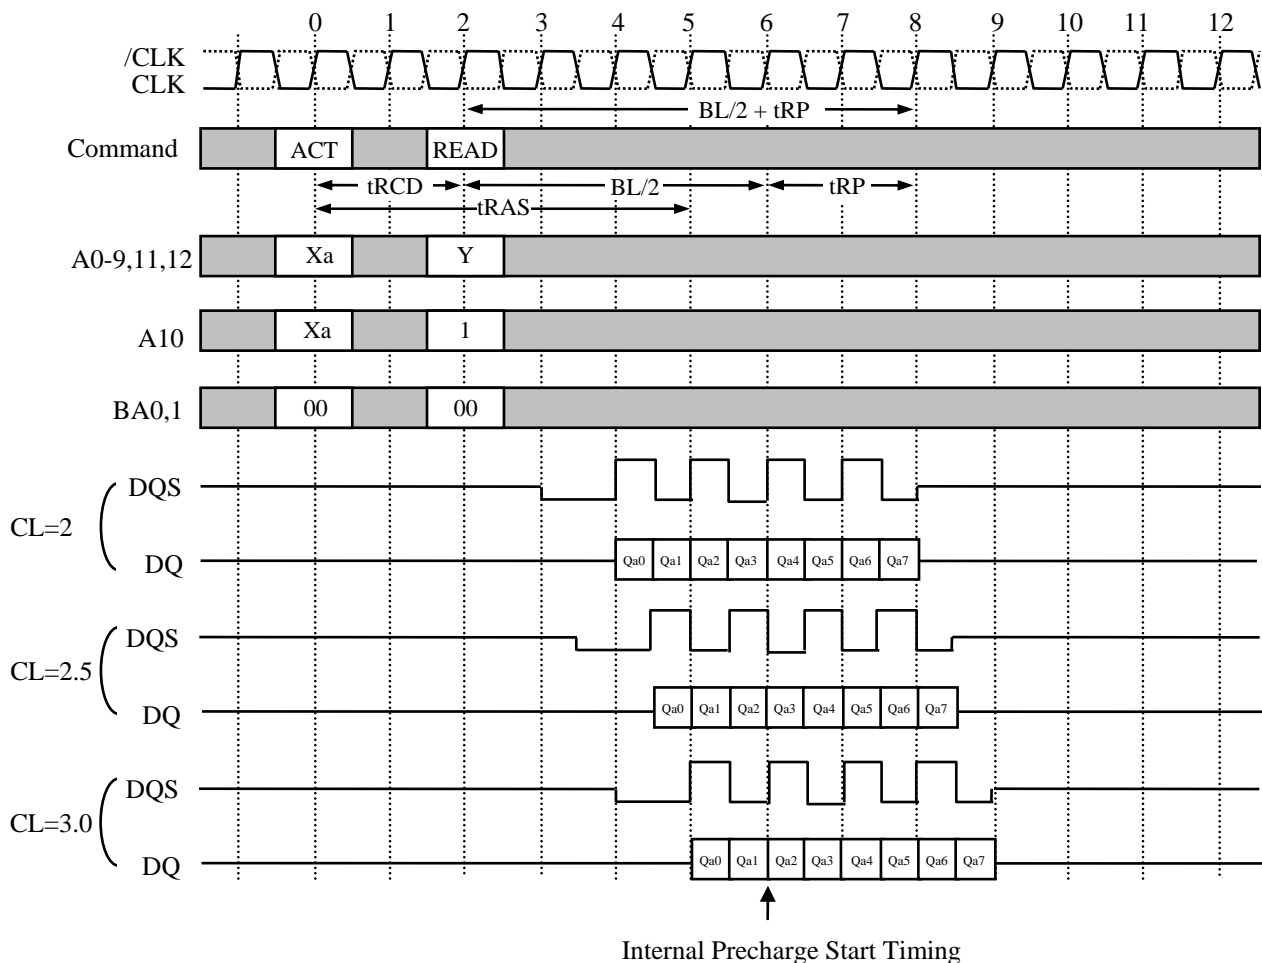 0 1 2 3 4 5 6 7 8 9 10 11 12
/CLK
CLK
BL/2 + tRP
Command ACT READ
tRCD BL/2 tRP
tRAS
A0-9,11,12 Xa Y
A10 Xa 1
BA0,1 00 00
DQS
CL=2
DQ Qa0 Qa1 Qa2 Qa3 Qa4 Qa5 Qa6 Qa7
DQS
CL=2.5
DQ Qa0 Qa1 Qa2 Qa3 Qa4 Qa5 Qa6 Qa7
DQS
CL=3.0
DQ Qa0 Qa1 Qa2 Qa3 Qa4 Qa5 Qa6 Qa7
Internal Precharge Start Timing